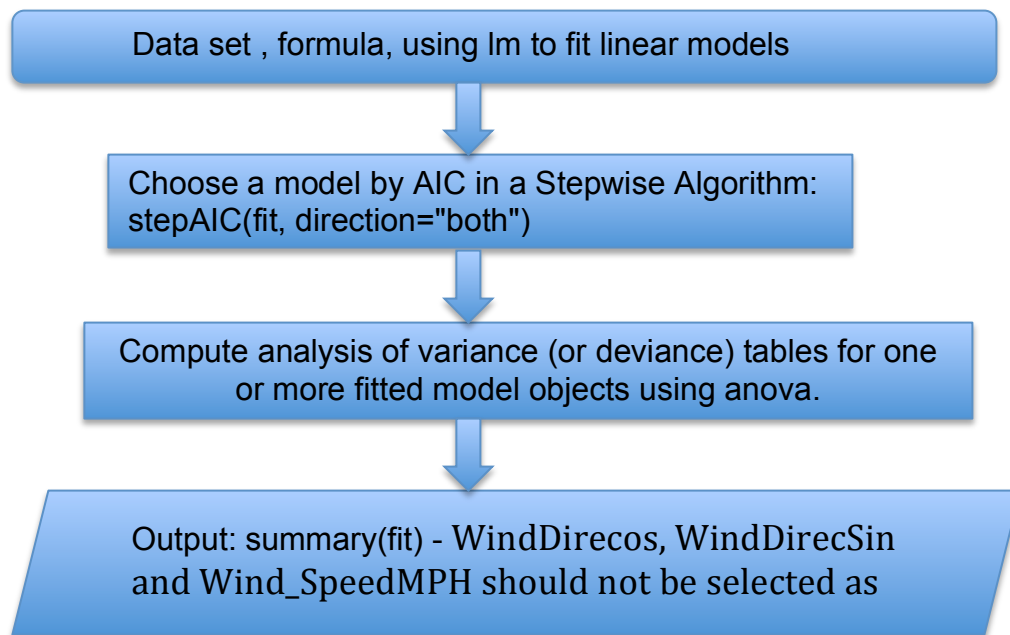 Data set , formula, using lm to fit linear models
Choose a model by AIC in a Stepwise Algorithm:
stepAIC(fit, direction="both")
Compute analysis of variance (or deviance) tables for one
or more fitted model objects using anova.
Output: summary(fit) - WindDirecos, WindDirecSin
and Wind_SpeedMPH should not be selected as